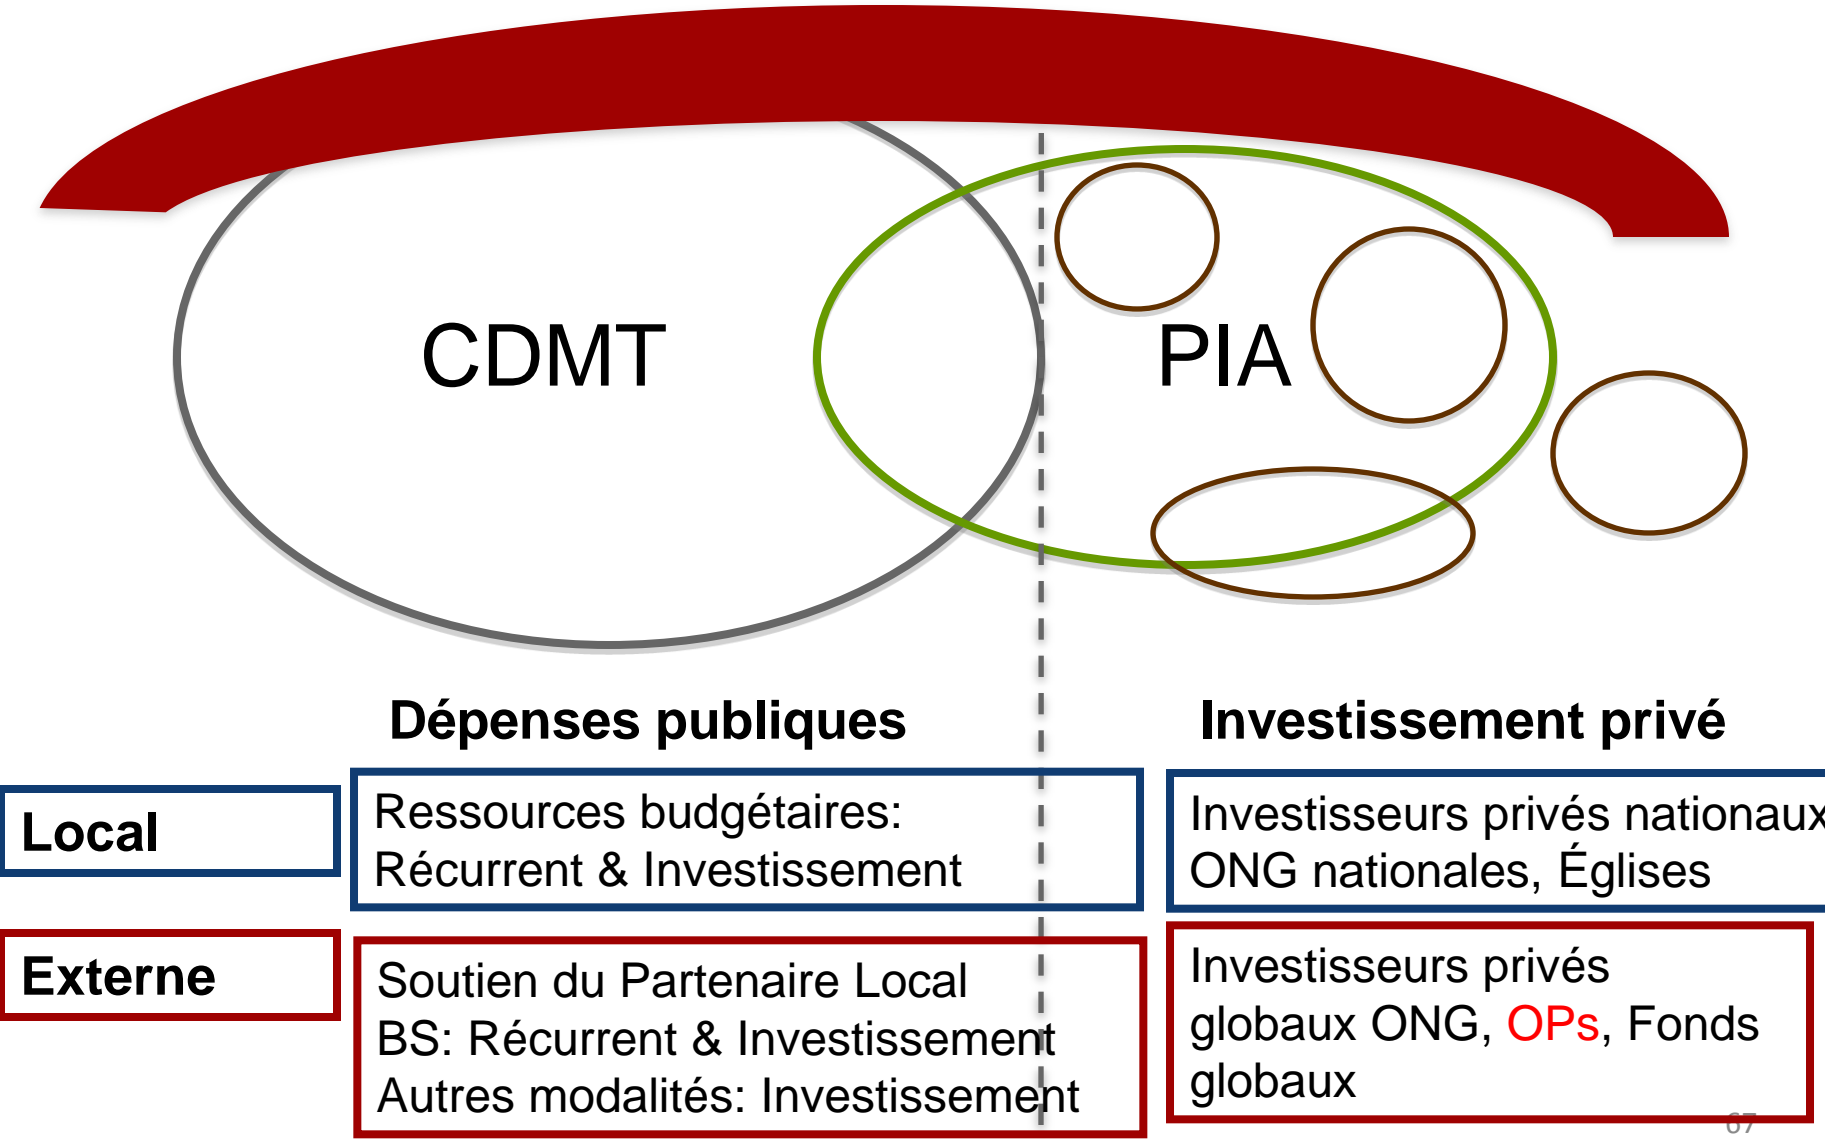 CDMT
PIA
Dépenses publiques
Investissement privé
Local
Ressources budgétaires:
Récurrent & Investissement
Investisseurs privés nationaux
ONG nationales, Églises
Externe
Soutien du Partenaire Local
BS: Récurrent & Investissement
Autres modalités: Investissement
Investisseurs privés
globaux ONG, OPs, Fonds
globaux
67